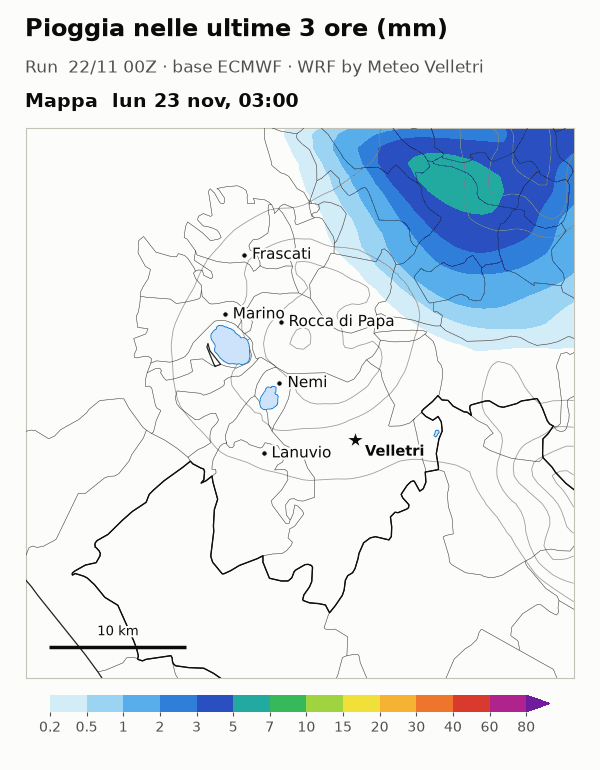 Pioggia nelle ultime 3 ore (mm)
Run  22/11 00Z · base ECMWF · WRF by Meteo Velletri
Mappa  lun 23 nov, 03:00
Frascati
Marino
Rocca di Papa
Nemi
Velletri
Lanuvio
10 km
0.2 0.5 1 2 3 5 7 10 15 20 30 40 60 80